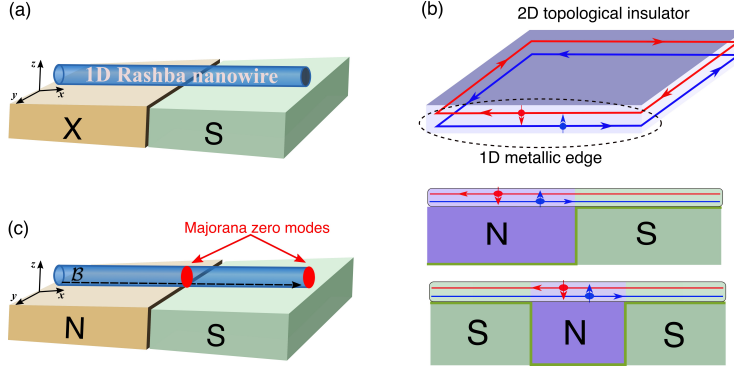 (a)
z
y
x
1D Rashba nanowire
X
S
(b)
2D topological insulator
1D metallic edge
N
S
S
N
S
(c)
Majorana zero modes
z
y
x
B
N
S